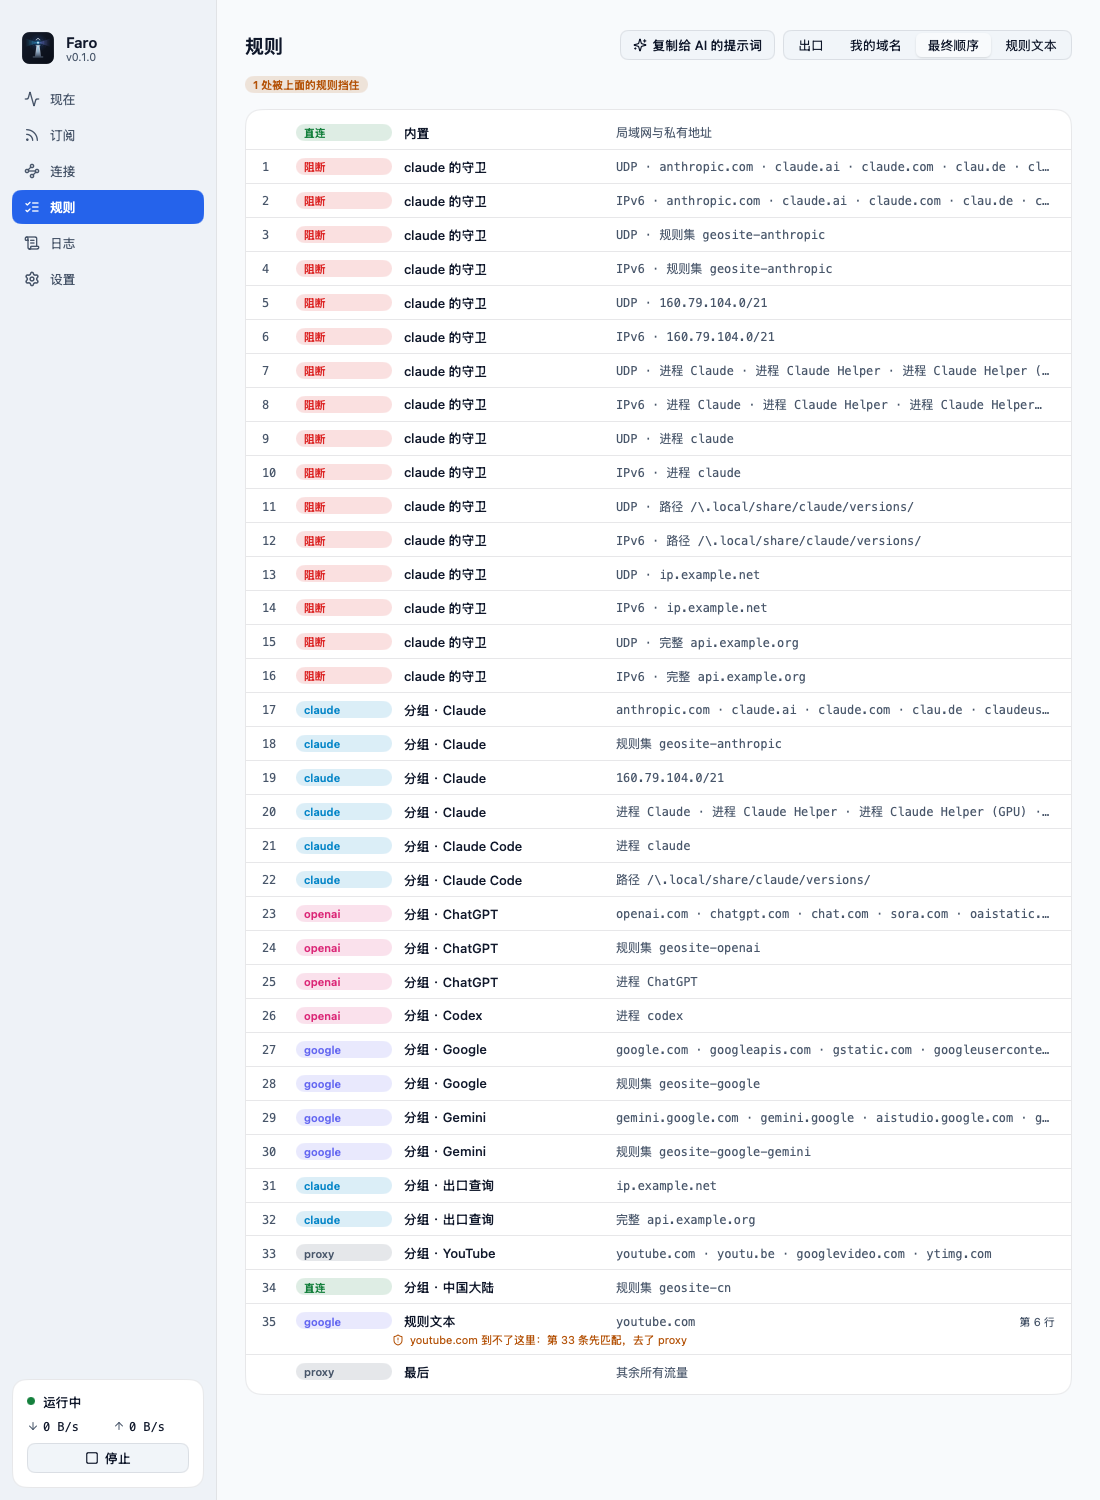 Faro
v0.1.0
现在
订阅
连接
规则
日志
设置
运行中
↓ 0 B/s ↑ 0 B/s
停止
规则
复制给 AI 的提示词
出口 我的域名 最终顺序 规则文本
1 处被上面的规则挡住
直连 内置 局域网与私有地址
1 阻断 claude 的守卫 UDP · anthropic.com · claude.ai · claude.com · clau.de · cl…
2 阻断 claude 的守卫 IPv6 · anthropic.com · claude.ai · claude.com · clau.de · c…
3 阻断 claude 的守卫 UDP · 规则集 geosite-anthropic
4 阻断 claude 的守卫 IPv6 · 规则集 geosite-anthropic
5 阻断 claude 的守卫 UDP · 160.79.104.0/21
6 阻断 claude 的守卫 IPv6 · 160.79.104.0/21
7 阻断 claude 的守卫 UDP · 进程 Claude · 进程 Claude Helper · 进程 Claude Helper (…
8 阻断 claude 的守卫 IPv6 · 进程 Claude · 进程 Claude Helper · 进程 Claude Helper…
9 阻断 claude 的守卫 UDP · 进程 claude
10 阻断 claude 的守卫 IPv6 · 进程 claude
11 阻断 claude 的守卫 UDP · 路径 /\.local/share/claude/versions/
12 阻断 claude 的守卫 IPv6 · 路径 /\.local/share/claude/versions/
13 阻断 claude 的守卫 UDP · ip.example.net
14 阻断 claude 的守卫 IPv6 · ip.example.net
15 阻断 claude 的守卫 UDP · 完整 api.example.org
16 阻断 claude 的守卫 IPv6 · 完整 api.example.org
17 claude 分组 · Claude anthropic.com · claude.ai · claude.com · clau.de · claudeus…
18 claude 分组 · Claude 规则集 geosite-anthropic
19 claude 分组 · Claude 160.79.104.0/21
20 claude 分组 · Claude 进程 Claude · 进程 Claude Helper · 进程 Claude Helper (GPU) ·…
21 claude 分组 · Claude Code 进程 claude
22 claude 分组 · Claude Code 路径 /\.local/share/claude/versions/
23 openai 分组 · ChatGPT openai.com · chatgpt.com · chat.com · sora.com · oaistatic.…
24 openai 分组 · ChatGPT 规则集 geosite-openai
25 openai 分组 · ChatGPT 进程 ChatGPT
26 openai 分组 · Codex 进程 codex
27 google 分组 · Google google.com · googleapis.com · gstatic.com · googleuserconte…
28 google 分组 · Google 规则集 geosite-google
29 google 分组 · Gemini gemini.google.com · gemini.google · aistudio.google.com · g…
30 google 分组 · Gemini 规则集 geosite-google-gemini
31 claude 分组 · 出口查询 ip.example.net
32 claude 分组 · 出口查询 完整 api.example.org
33 proxy 分组 · YouTube youtube.com · youtu.be · googlevideo.com · ytimg.com
34 直连 分组 · 中国大陆 规则集 geosite-cn
35 google 规则文本 youtube.com 第 6 行
youtube.com 到不了这里：第 33 条先匹配，去了 proxy
proxy 最后 其余所有流量